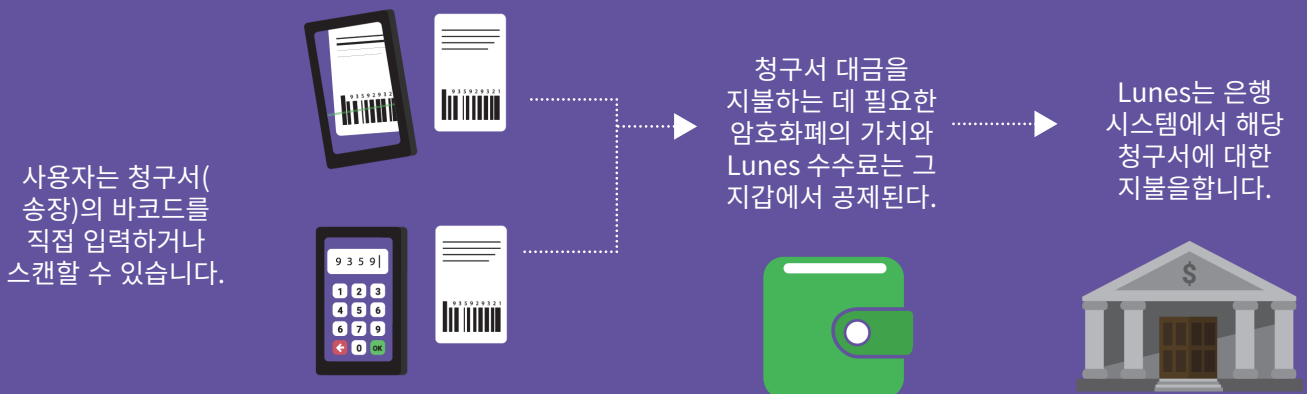 사용자는 청구서(
송장)의 바코드를
직접 입력하거나
스캔할 수 있습니다.
935929321
935929321
9359
1 2 3
4 5 6
6 7 9
0 OK
935929321
청구서 대금을
지불하는 데 필요한
암호화폐의 가치와
Lunes 수수료는 그
지갑에서 공제된다.
Lunes는 은행
시스템에서 해당
청구서에 대한
지불을합니다.
$